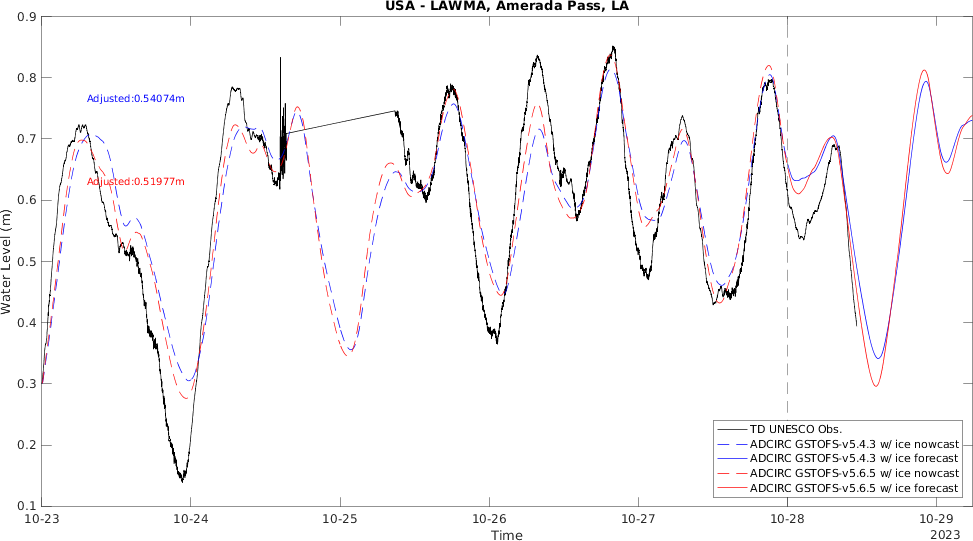 USA - LAWMA, Amerada Pass, LA
0.9
0.8
0.7
0.6
0.5
0.4
0.3
0.2
0.1
Water Level (m)
Adjusted:0.54074m
Adjusted:0.51977m
TD UNESCO Obs.
ADCIRC GSTOFS-v5.4.3 w/ ice nowcast
ADCIRC GSTOFS-v5.4.3 w/ ice forecast
ADCIRC GSTOFS-v5.6.5 w/ ice nowcast
ADCIRC GSTOFS-v5.6.5 w/ ice forecast
10-23 10-24 10-25 10-26 10-27 10-28 10-29
Time 2023